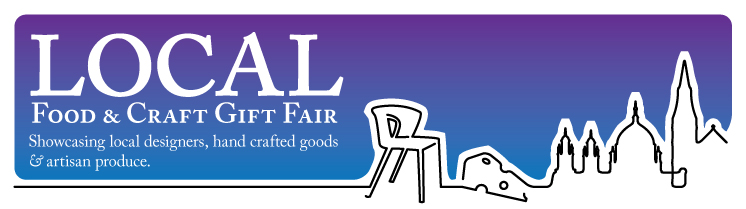 LOCAL
FOOD & CRAFT GIFT FAIR
Showcasing local designers, hand crafted goods
& artisan produce.